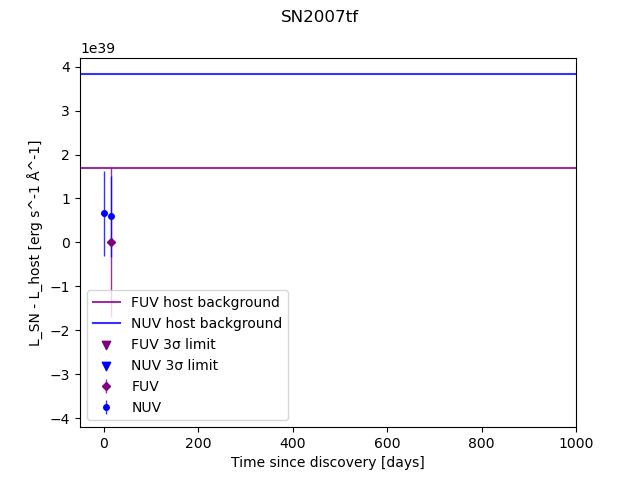 SN2007tf
1e39
4
3
2
1
0
−1
−2
−3
−4
L_SN - L_host [erg s^-1 Å^-1]
FUV host background
NUV host background
FUV 3σ limit
NUV 3σ limit
FUV
NUV
0 200 400 600 800 1000
Time since discovery [days]